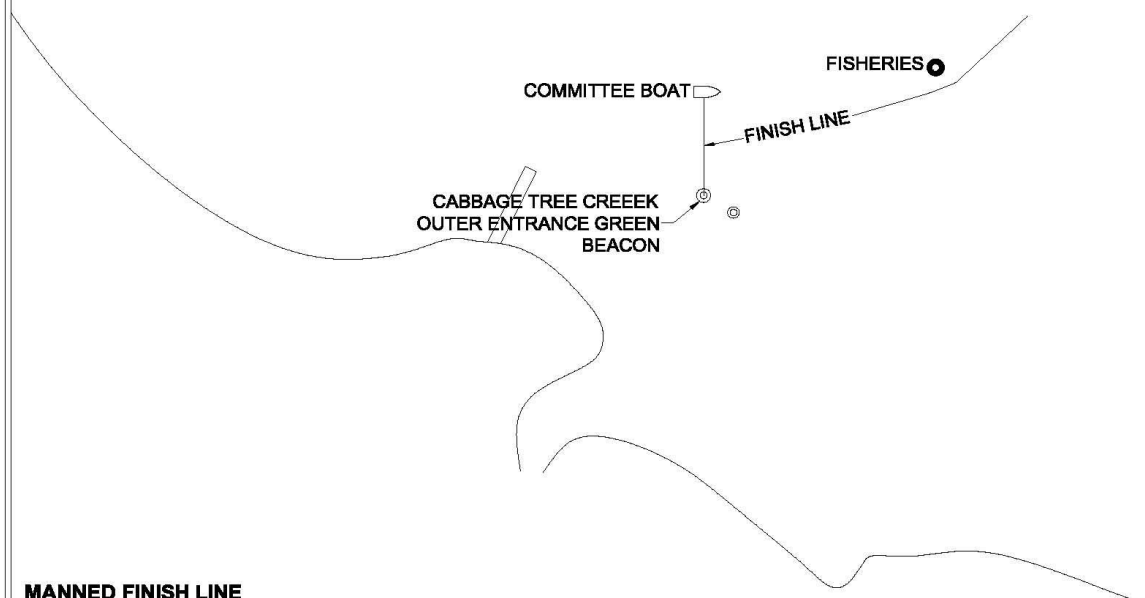 FISHERIES
COMMITTEE BOAT
FINISH LINE
CABBAGE TREE CREEEK
OUTER ENTRANCE GREEN
BEACON
MANNED FINISH LINE